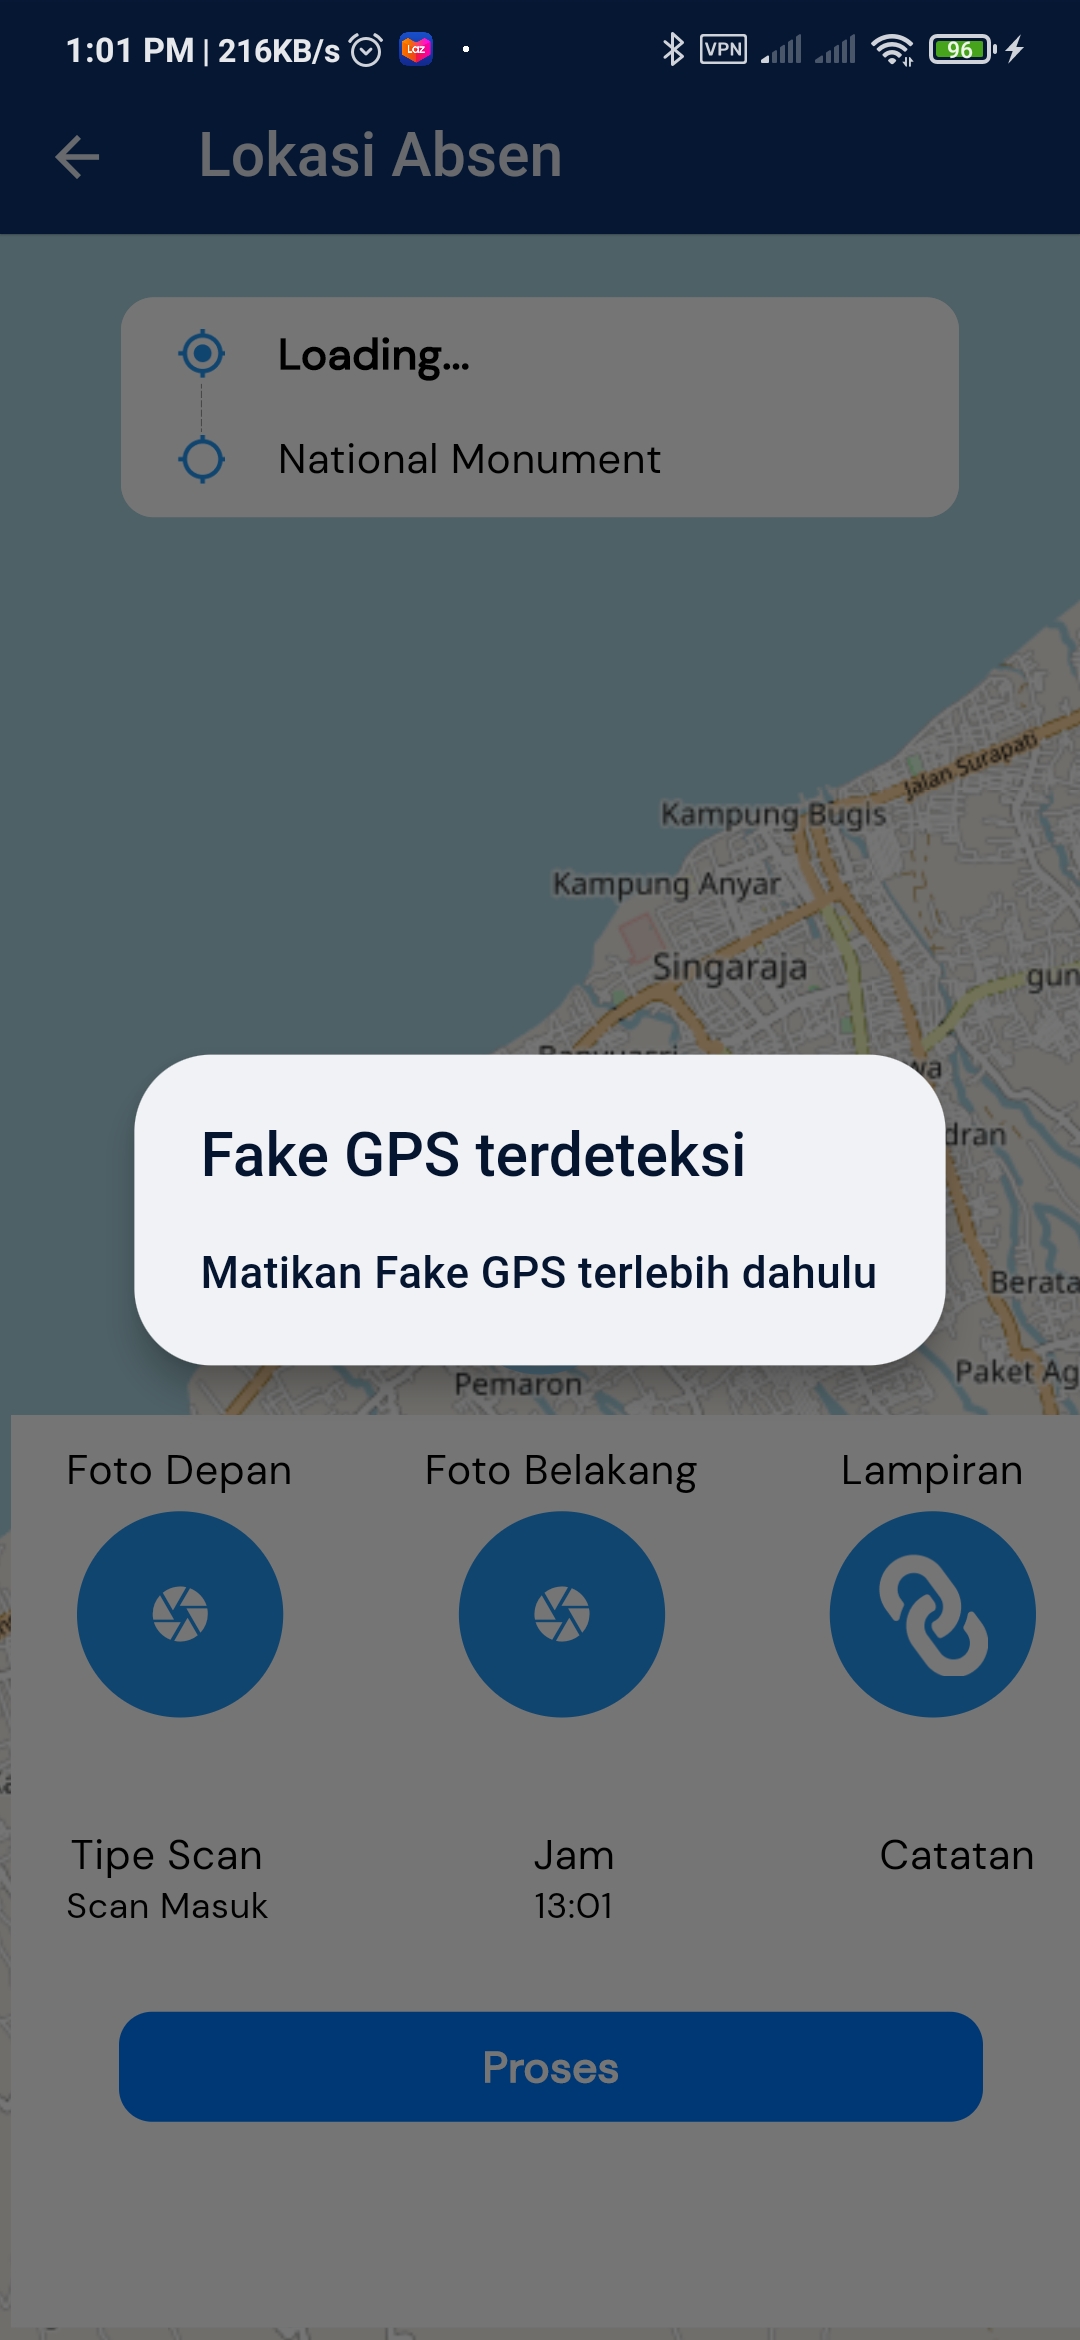 1:01 PM | 216KB/s Laz VPN 96
Lokasi Absen
Loading...
National Monument
Jalan Surapati
Kampung Bugis
Kampung Anyar
Singaraja
gun
dran
Berata
Paket Ag
Fake GPS terdeteksi
Matikan Fake GPS terlebih dahulu
Pemaron
Foto Depan Foto Belakang Lampiran
Tipe Scan Jam Catatan
Scan Masuk 13:01
Proses